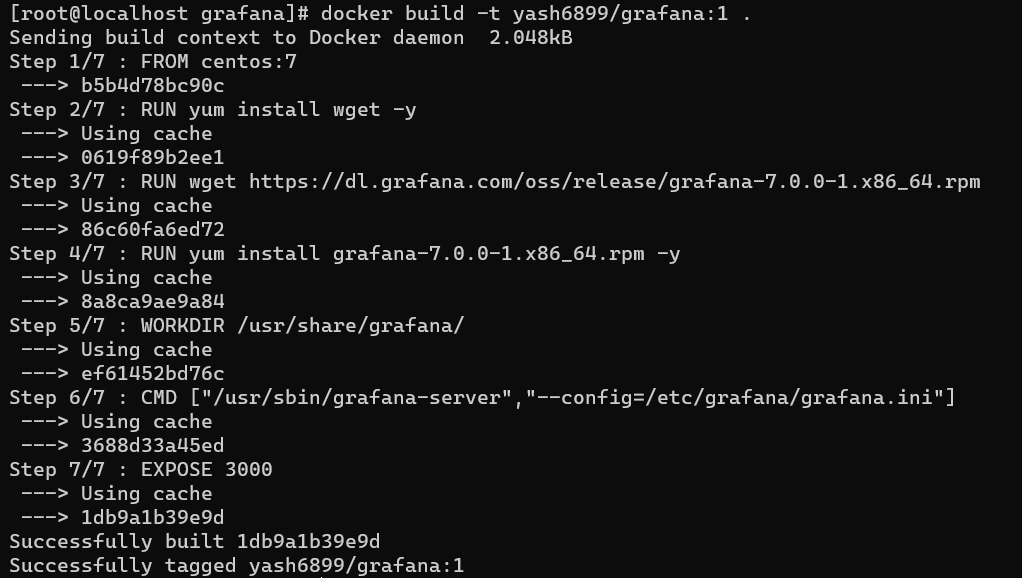 [root@localhost grafana]# docker build -t yash6899/grafana:1 .
Sending build context to Docker daemon  2.048kB
Step 1/7 : FROM centos:7
 ---> b5b4d78bc90c
Step 2/7 : RUN yum install wget -y
 ---> Using cache
 ---> 0619f89b2ee1
Step 3/7 : RUN wget https://dl.grafana.com/oss/release/grafana-7.0.0-1.x86_64.rpm
 ---> Using cache
 ---> 86c60fa6ed72
Step 4/7 : RUN yum install grafana-7.0.0-1.x86_64.rpm -y
 ---> Using cache
 ---> 8a8ca9ae9a84
Step 5/7 : WORKDIR /usr/share/grafana/
 ---> Using cache
 ---> ef61452bd76c
Step 6/7 : CMD ["/usr/sbin/grafana-server","--config=/etc/grafana/grafana.ini"]
 ---> Using cache
 ---> 3688d33a45ed
Step 7/7 : EXPOSE 3000
 ---> Using cache
 ---> 1db9a1b39e9d
Successfully built 1db9a1b39e9d
Successfully tagged yash6899/grafana:1